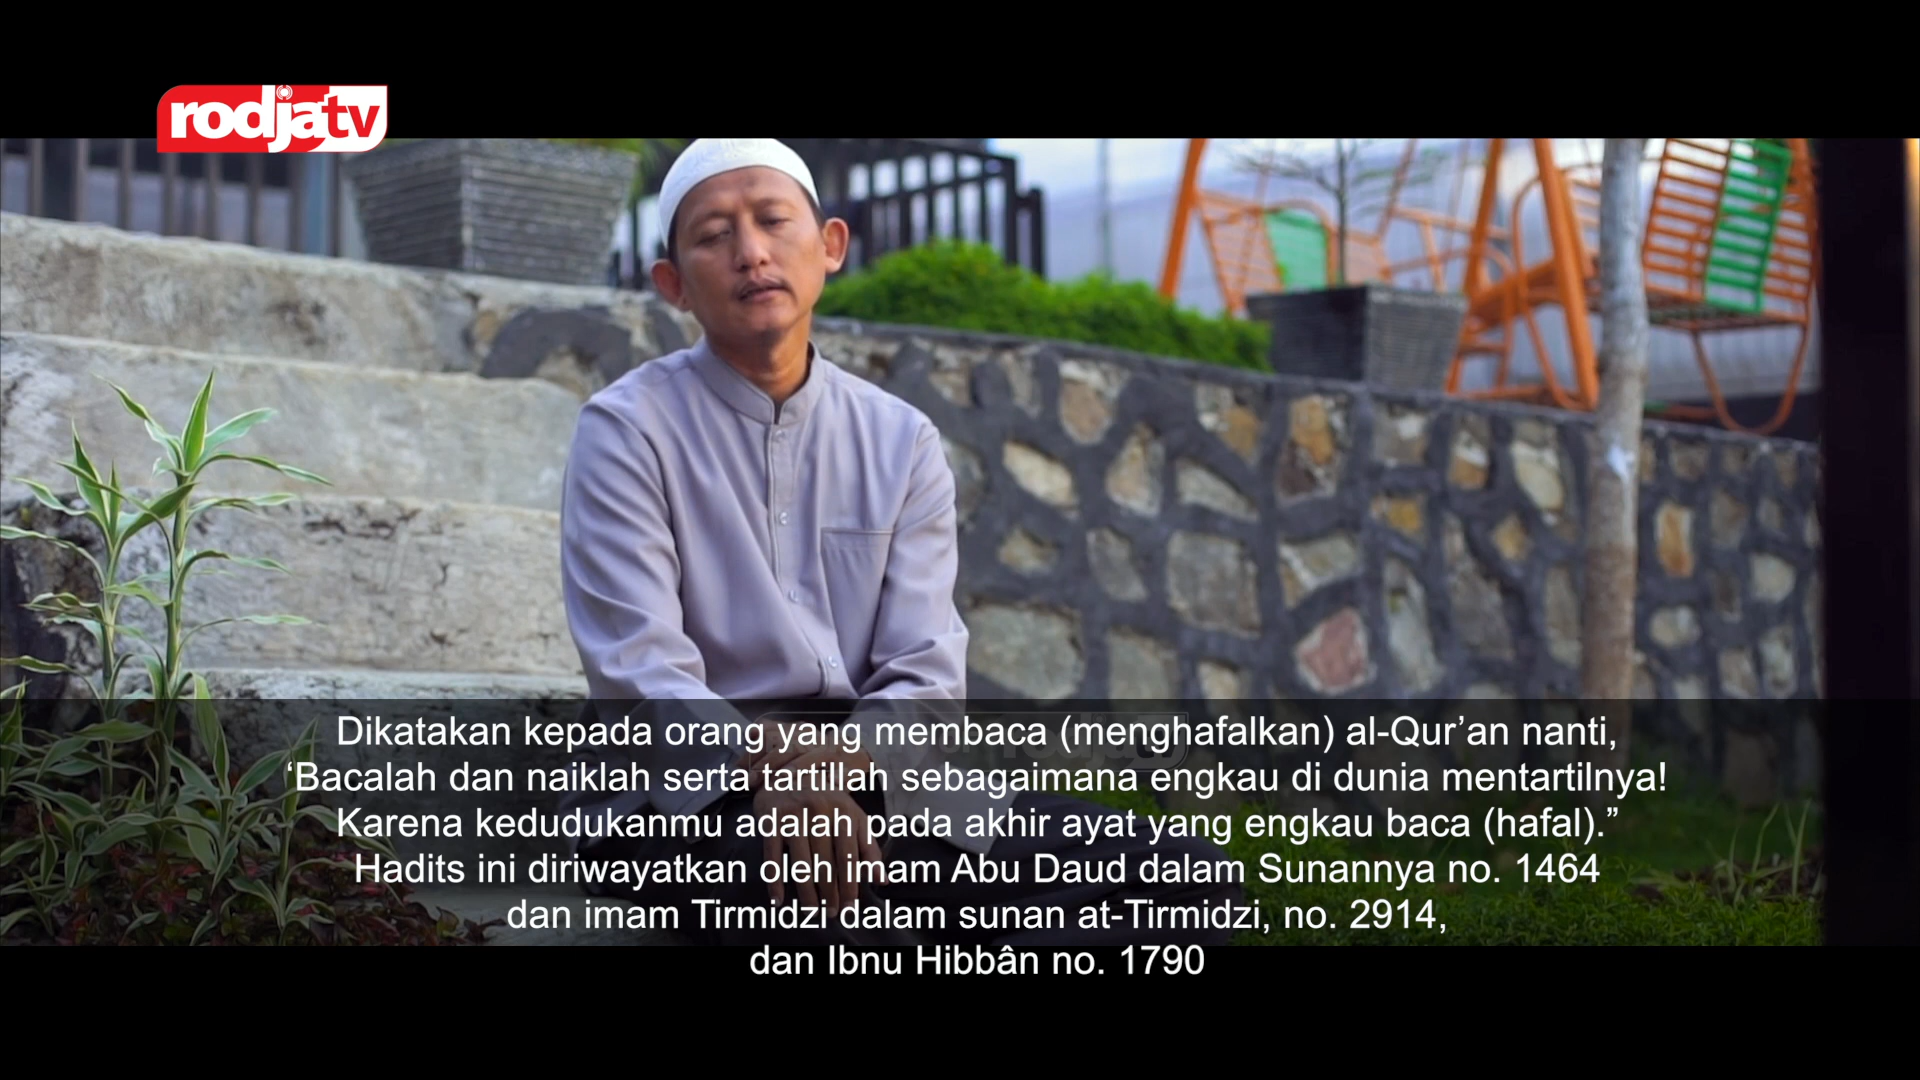 rodjatv
Dikatakan kepada orang yang membaca (menghafalkan) al-Qur’an nanti,
‘Bacalah dan naiklah serta tartillah sebagaimana engkau di dunia mentartilnya!
Karena kedudukanmu adalah pada akhir ayat yang engkau baca (hafal).”
Hadits ini diriwayatkan oleh imam Abu Daud dalam Sunannya no. 1464
dan imam Tirmidzi dalam sunan at-Tirmidzi, no. 2914,
dan Ibnu Hibbân no. 1790